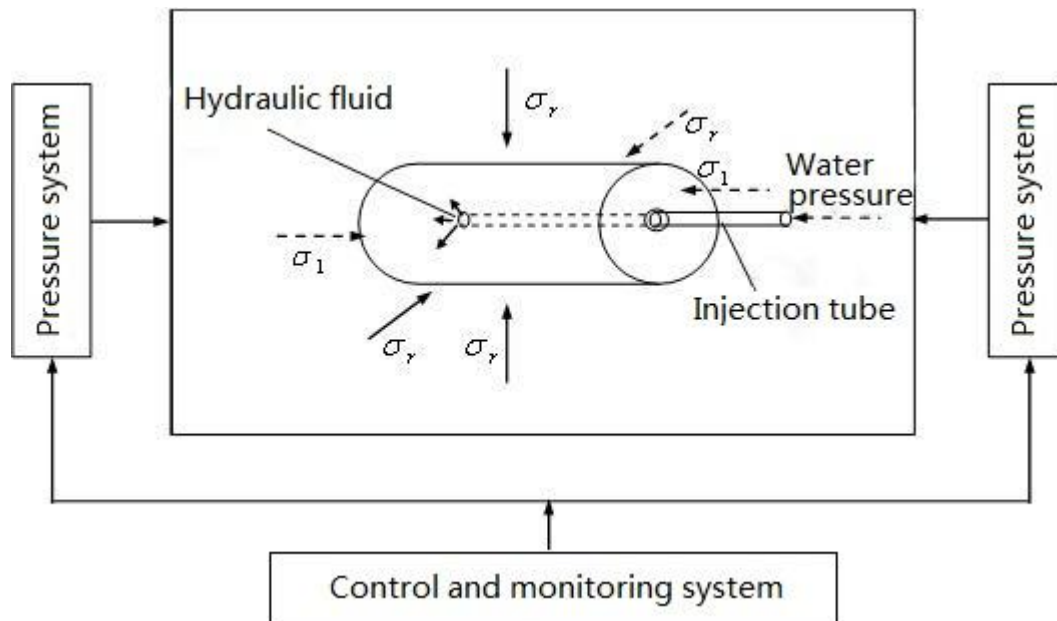 Pressure system
Hydraulic fluid
σr
σr
σ1
Water
pressure
σ1
Injection tube
σr
σr
Pressure system
Control and monitoring system